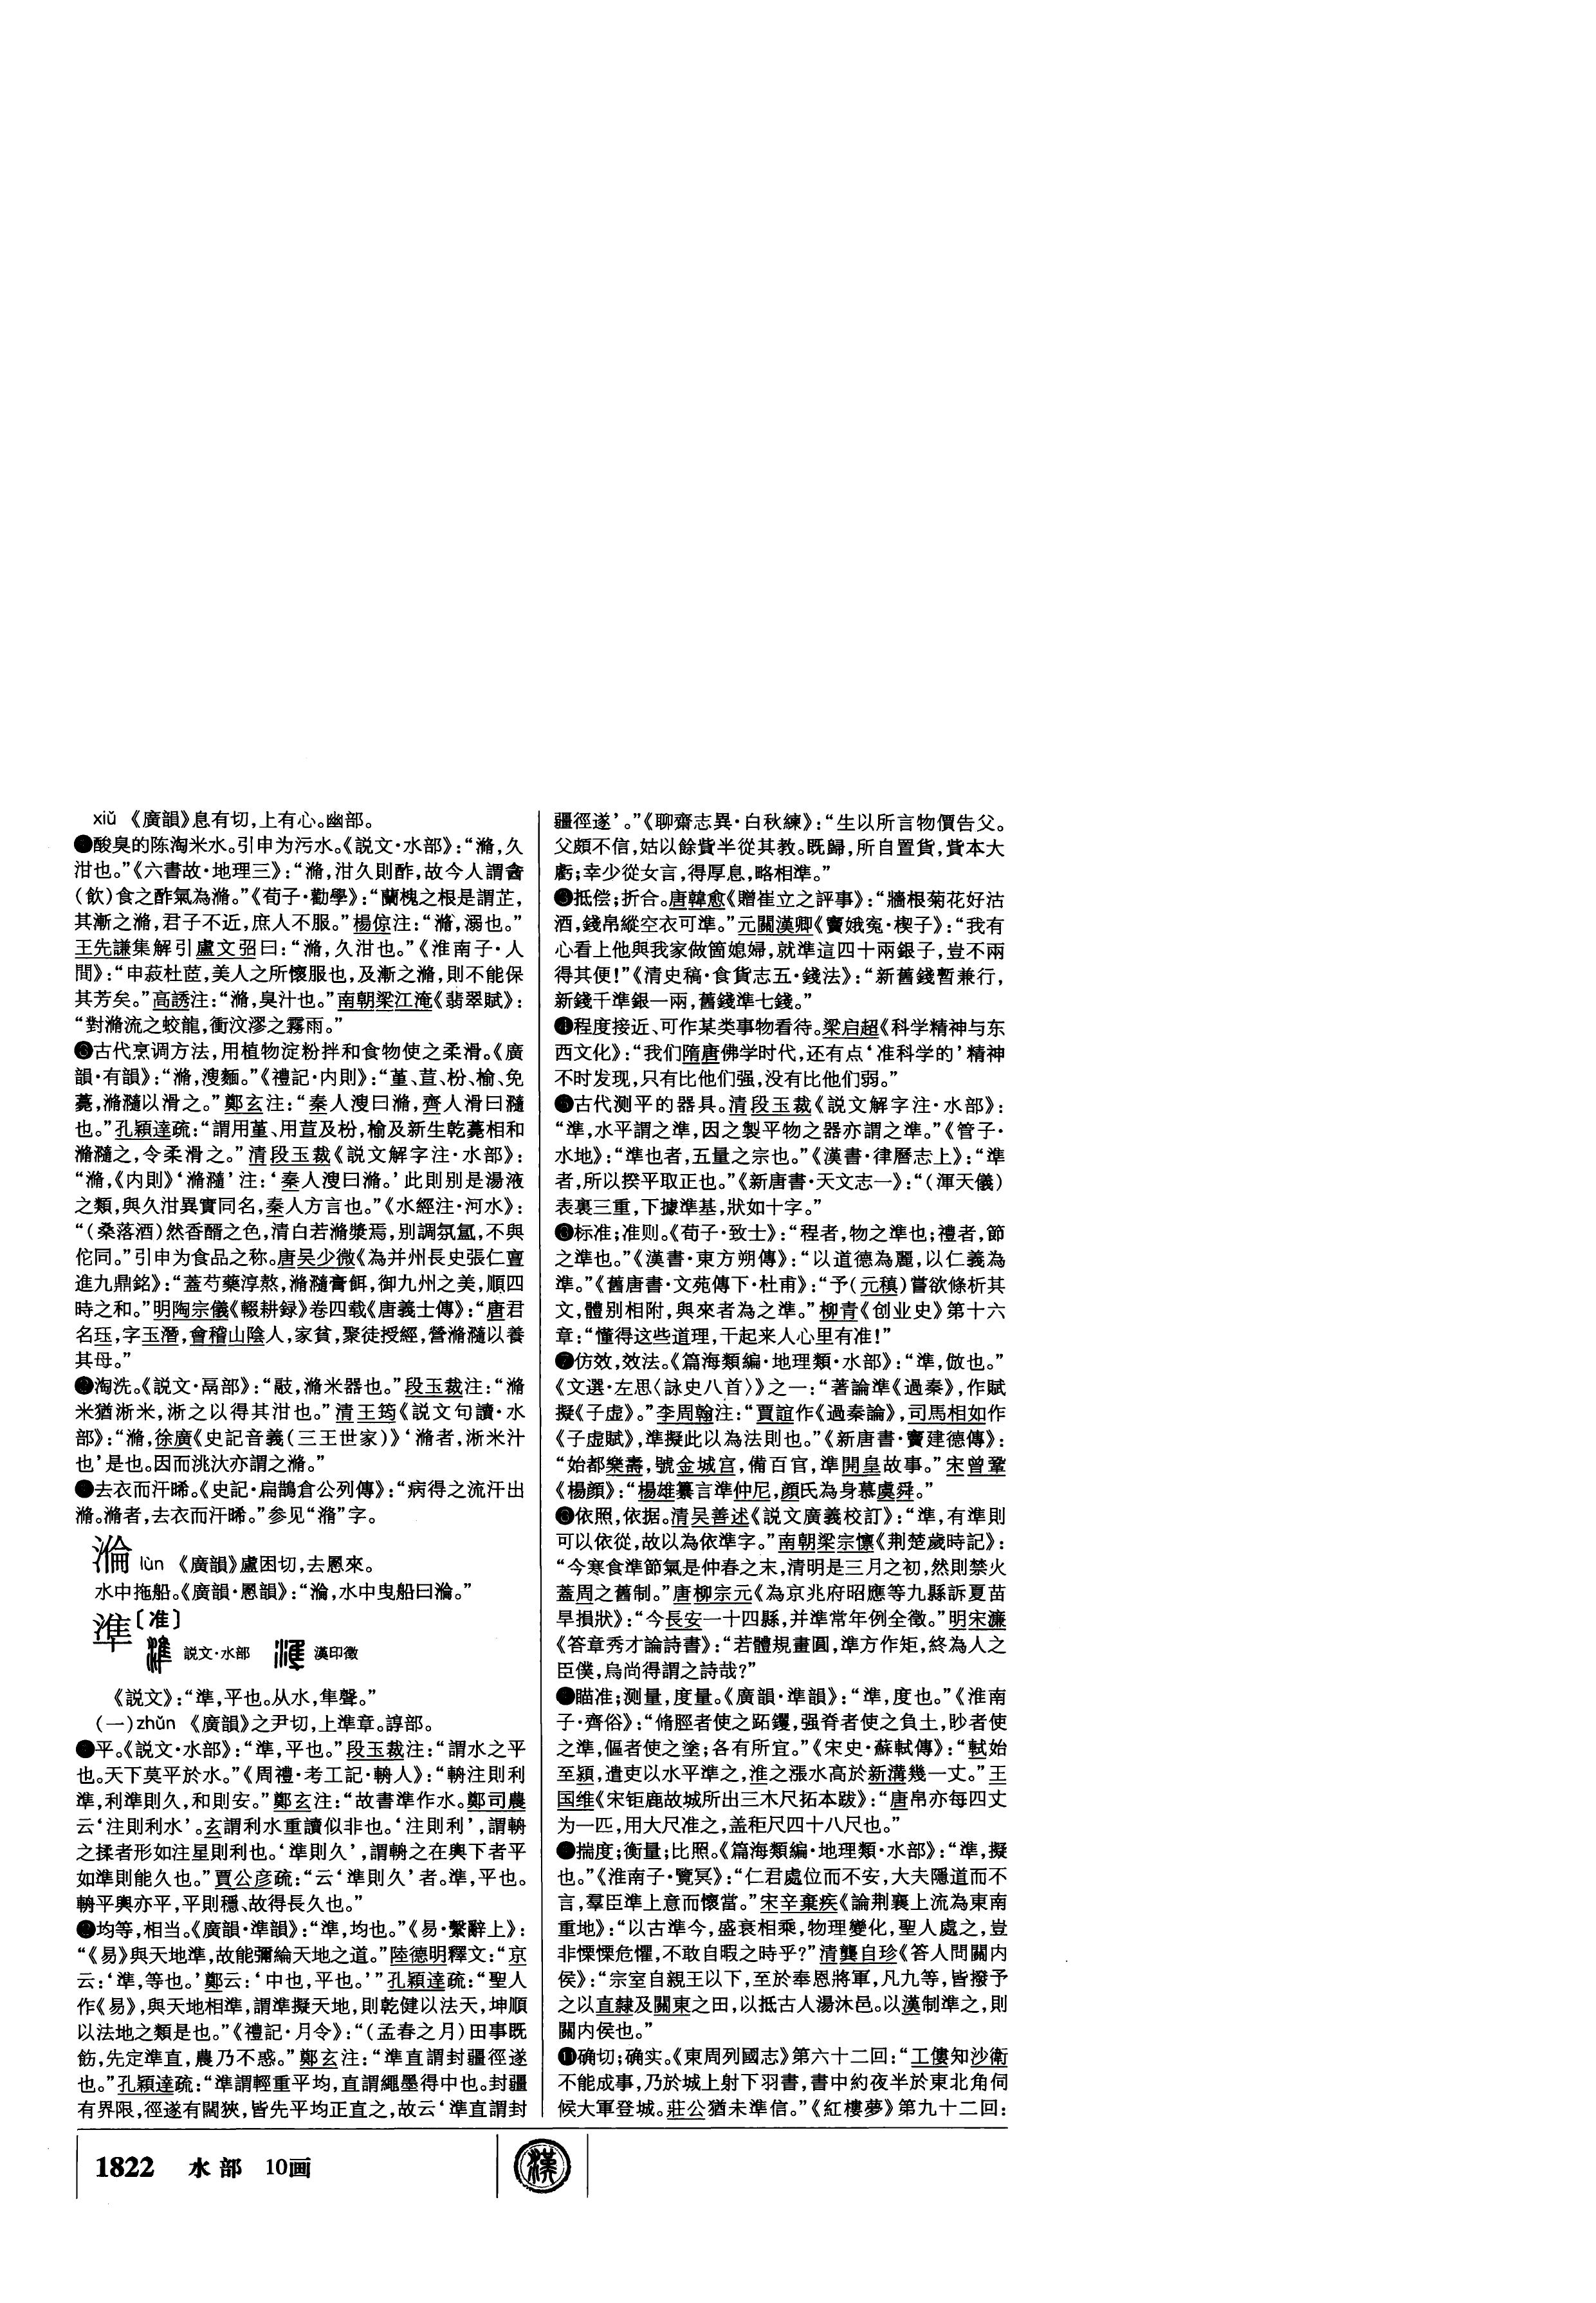 xiǔ 《廣韻》息有切，上有心。幽部。
❶酸臭的陈淘米水。引申为污水。《説文·水部》：“滫，久
泔也。”《六書故·地理三》：“滫，泔久則酢，故今人謂㱃
（飲）食之酢氣為滫。”《荀子·勸學》：“蘭槐之根是謂芷，
其漸之滫，君子不近，庶人不服。”楊倞注：“滫，溺也。”
王先謙集解引盧文弨曰：“滫，久泔也。”《淮南子·人
間》：“申菽杜茝，美人之所懷服也，及漸之滫，則不能保
其芳矣。”高誘注：“滫，臭汁也。”南朝梁江淹《翡翠賦》：
“對滫流之蛟龍，衝汶漻之霧雨。”
古代烹调方法，用植物淀粉拌和食物使之柔滑。《廣
韻·有韻》：“滫，溲麵。”《禮記·内則》：“堇、荁、枌、榆、免
薧，滫瀡以滑之。”鄭玄注：“秦人溲曰滫，齊人滑曰瀡
也。”孔穎達疏：“謂用堇、用荁及枌，榆及新生乾薧相和
滫瀡之，令柔滑之。”清段玉裁《説文解字注·水部》：
“滫，《内則》‘滫瀡’注：‘秦人溲曰滫。’此則别是湯液
之類，與久泔異實同名，秦人方言也。”《水經注·河水》：
“（桑落酒）然香醑之色，清白若滫漿焉，别調氛氳，不與
佗同。”引申为食品之称。唐吴少微《為并州長史張仁亶
進九鼎銘》：“蓋芍藥淳熬，滫瀡膏餌，御九州之美，順四
時之和。”明陶宗儀《輟耕録》卷四载《唐義士傳》：“唐君
名珏，字玉潛，會稽山陰人，家貧，聚徒授經，營滫瀡以養
其母。”
淘洗。《説文·鬲部》：“䰙，滫米器也。”段玉裁注：“滫
米猶淅米，淅之以得其泔也。”清王筠《説文句讀·水
部》：“滫，徐廣《史記音義（三王世家）》‘滫者，淅米汁
也’是也。因而洮汏亦謂之滫。”
去衣而汗晞。《史記·扁鵲倉公列傳》：“病得之流汗出
滫。滫者，去衣而汗晞。”参见“滫”字。
㴫 lùn 《廣韻》盧困切，去慁來。
水中拖船。《廣韻·慁韻》：“㴫，水中曳船曰㴫。”
準〔准〕
説文·水部 漢印徵
《説文》：“準，平也。从水，隼聲。”
（一）zhǔn 《廣韻》之尹切，上準章。諄部。
❶平。《説文·水部》：“準，平也。”段玉裁注：“謂水之平
也。天下莫平於水。”《周禮·考工記·輈人》：“輈注則利
準，利準則久，和則安。”鄭玄注：“故書準作水。鄭司農
云‘注則利水’。玄謂利水重讀似非也。‘注則利’，謂輈
之揉者形如注星則利也。‘準則久’，謂輈之在輿下者平
如準則能久也。”賈公彦疏：“云‘準則久’者。準，平也。
輈平輿亦平，平則穩、故得長久也。”
❷均等，相当。《廣韻·準韻》：“準，均也。”《易·繫辭上》：
“《易》與天地準，故能彌綸天地之道。”陸德明釋文：“京
云：‘準，等也。’鄭云：‘中也，平也。’”孔穎達疏：“聖人
作《易》，與天地相準，謂準擬天地，則乾健以法天，坤順
以法地之類是也。”《禮記·月令》：“（孟春之月）田事既
飭，先定準直，農乃不惑。”鄭玄注：“準直謂封疆徑遂
也。”孔穎達疏：“準謂輕重平均，直謂繩墨得中也。封疆
有界限，徑遂有闊狹，皆先平均正直之，故云‘準直謂封
疆徑遂’。”《聊齋志異·白秋練》：“生以所言物價告父。
父頗不信，姑以餘貲半從其教。既歸，所自置貨，貲本大
虧；幸少從女言，得厚息，略相準。”
❸抵偿；折合。唐韓愈《贈崔立之評事》：“牆根菊花好沽
酒，錢帛縱空衣可準。”元關漢卿《竇娥寃·楔子》：“我有
心看上他與我家做箇媳婦，就準這四十兩銀子，豈不兩
得其便！”《清史稿·食貨志五·錢法》：“新舊錢暫兼行，
新錢千準銀一兩，舊錢準七錢。”
❹程度接近、可作某类事物看待。梁启超《科学精神与东
西文化》：“我们隋唐佛学时代，还有点‘准科学的’精神
不时发现，只有比他们强，没有比他们弱。”
❺古代测平的器具。清段玉裁《説文解字注·水部》：
“準，水平謂之準，因之製平物之器亦謂之準。”《管子·
水地》：“準也者，五量之宗也。”《漢書·律曆志上》：“準
者，所以揆平取正也。”《新唐書·天文志一》：“（渾天儀）
表裏三重，下據準基，狀如十字。”
❻标准；准则。《荀子·致士》：“程者，物之準也；禮者，節
之準也。”《漢書·東方朔傳》：“以道德為麗，以仁義為
準。”《舊唐書·文苑傳下·杜甫》：“予（元稹）嘗欲條析其
文，體别相附，與來者為之準。”柳青《创业史》第十六
章：“懂得这些道理，干起来人心里有准！”
❼仿效，效法。《篇海類編·地理類·水部》：“準，倣也。”
《文選·左思〈詠史八首〉》之一：“著論準《過秦》，作賦
擬《子虚》。”李周翰注：“賈誼作《過秦論》，司馬相如作
《子虚賦》，準擬此以為法則也。”《新唐書·竇建德傳》：
“始都樂壽，號金城宫，備百官，準開皇故事。”宋曾鞏
《楊顔》：“楊雄纂言準仲尼，顔氏為身慕虞舜。”
❽依照，依据。清吴善述《説文廣義校訂》：“準，有準則
可以依從，故以為依準字。”南朝梁宗懔《荆楚歲時記》：
“今寒食準節氣是仲春之末，清明是三月之初，然則禁火
蓋周之舊制。”唐柳宗元《為京兆府昭應等九縣訴夏苗
旱損狀》：“今長安一十四縣，并準常年例全徵。”明宋濂
《答章秀才論詩書》：“若體規畫圓，準方作矩，終為人之
臣僕，烏尚得謂之詩哉？”
❾瞄准；测量，度量。《廣韻·準韻》：“準，度也。”《淮南
子·齊俗》：“脩脛者使之跖钁，强脊者使之負土，眇者使
之準，傴者使之塗；各有所宜。”《宋史·蘇軾傳》：“軾始
至潁，遣吏以水平準之，淮之漲水高於新溝幾一丈。”王
国维《宋钜鹿故城所出三木尺拓本跋》：“唐帛亦每四丈
为一匹，用大尺准之，盖秬尺四十八尺也。”
❿揣度；衡量；比照。《篇海類編·地理類·水部》：“準，擬
也。”《淮南子·覽冥》：“仁君處位而不安，大夫隱道而不
言，羣臣準上意而懷當。”宋辛棄疾《論荆襄上流為東南
重地》：“以古準今，盛衰相乘，物理變化，聖人處之，豈
非慄慄危懼，不敢自暇之時乎？”清龔自珍《答人問關内
侯》：“宗室自親王以下，至於奉恩將軍，凡九等，皆撥予
之以直隸及關東之田，以抵古人湯沐邑。以漢制準之，則
關内侯也。”
⓫确切；确实。《東周列國志》第六十二回：“工僂知沙衛
不能成事，乃於城上射下羽書，書中約夜半於東北角伺
候大軍登城。莊公猶未準信。”《紅樓夢》第九十二回：
1822 水部 10画
漢